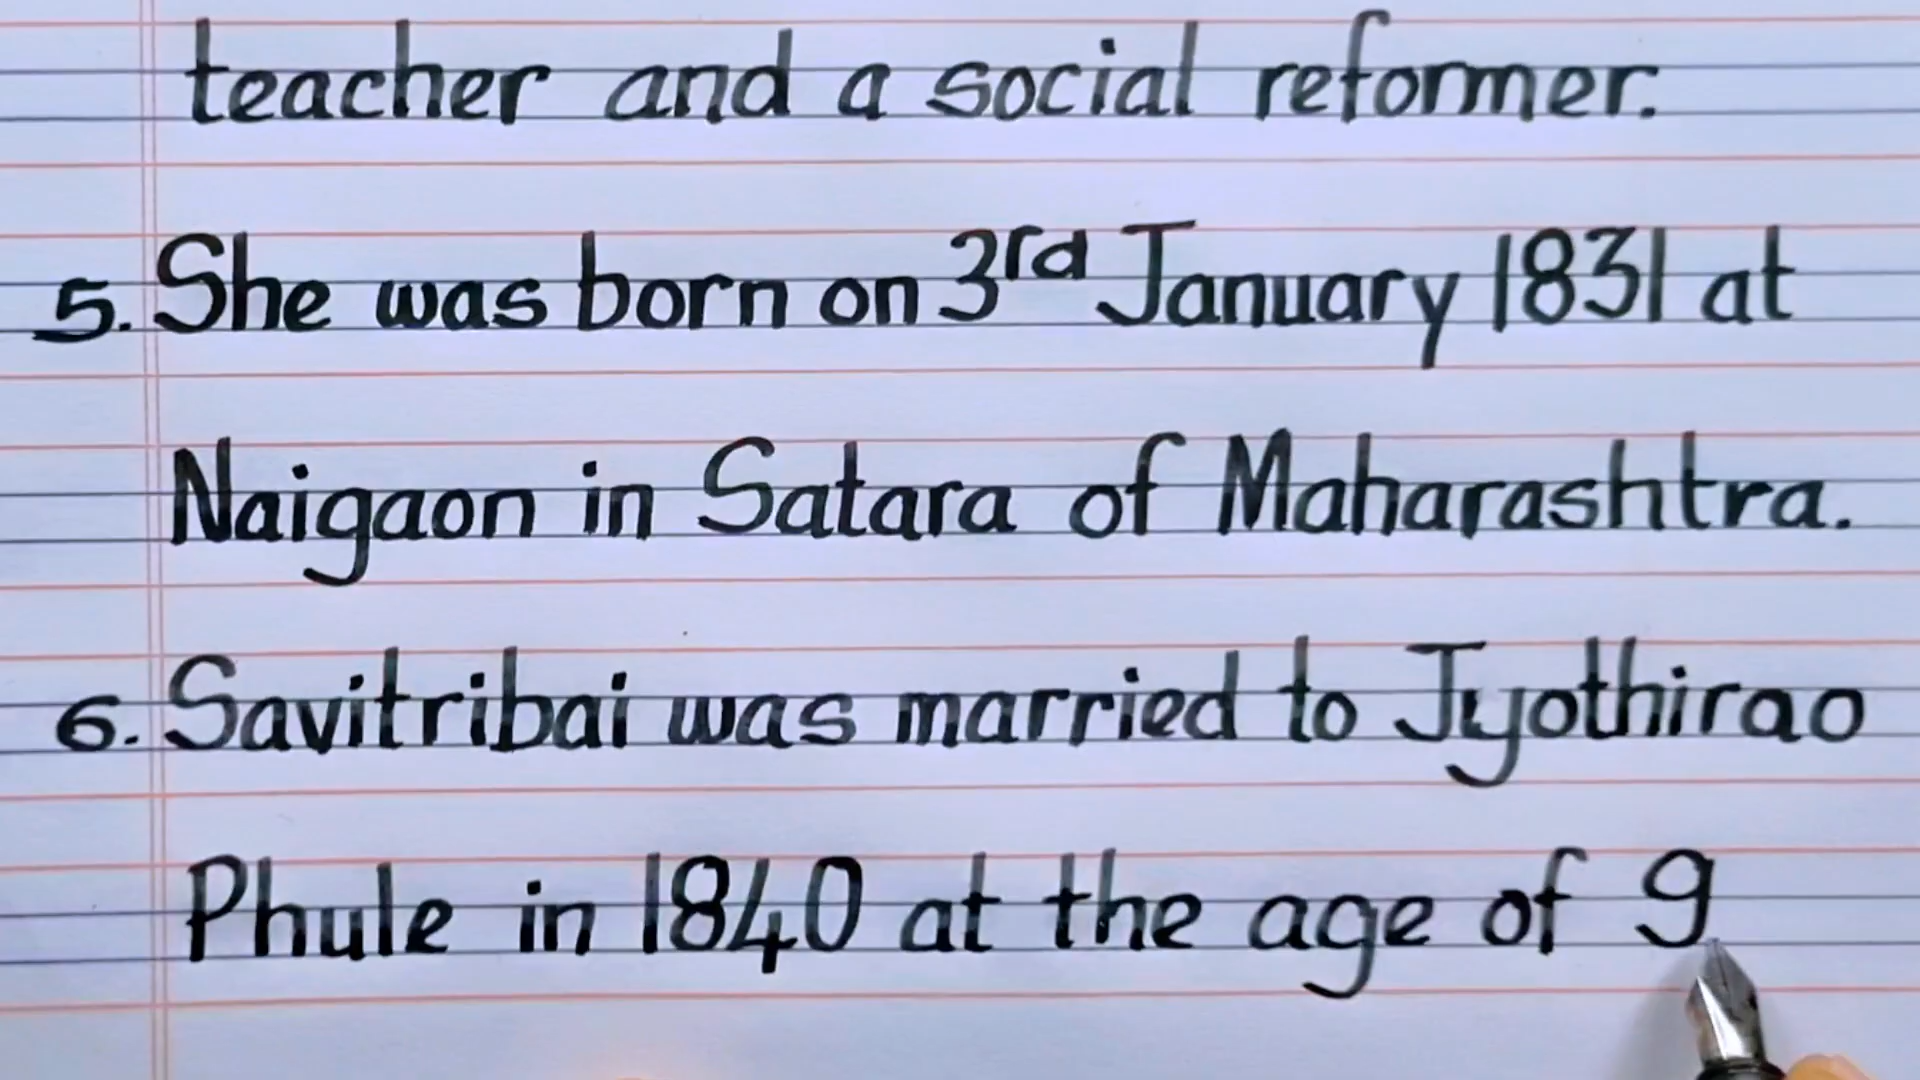 teacher and a social reformer.
5. She was born on 3rd January 1831 at
Naigaon in Satara of Maharashtra.
6. Savitribai was married to Jyothirao
Phule in 1840 at the age of 9